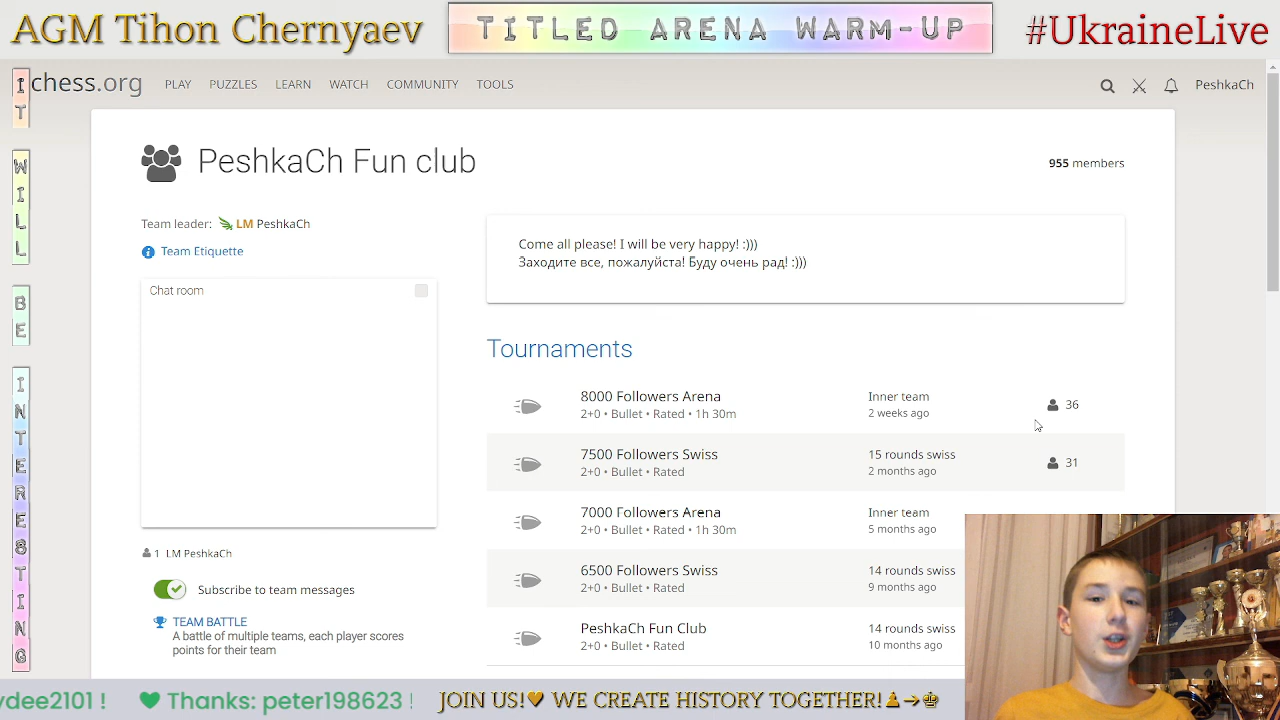 AGM Tihon Chernyaev
TITLED ARENA WARM-UP
#UkraineLive
IT WILL BE INTERESTING
chess.org
PLAY PUZZLES LEARN WATCH COMMUNITY TOOLS
PeshkaCh
PeshkaCh Fun club
955 members
Team leader: LM PeshkaCh
Team Etiquette
Come all please! I will be very happy! :)))
Заходите все, пожалуйста! Буду очень рад! :)))
Chat room
Tournaments
8000 Followers Arena
2+0 • Bullet • Rated • 1h 30m
Inner team
2 weeks ago
36
7500 Followers Swiss
2+0 • Bullet • Rated
15 rounds swiss
2 months ago
31
7000 Followers Arena
2+0 • Bullet • Rated • 1h 30m
Inner team
5 months ago
6500 Followers Swiss
2+0 • Bullet • Rated
14 rounds swiss
9 months ago
PeshkaCh Fun Club
2+0 • Bullet • Rated
14 rounds swiss
10 months ago
1 LM PeshkaCh
Subscribe to team messages
TEAM BATTLE
A battle of multiple teams, each player scores
points for their team
ydee2101 !
Thanks: peter198623 !
JOIN US!♥ WE CREATE HISTORY TOGETHER!♟→♚